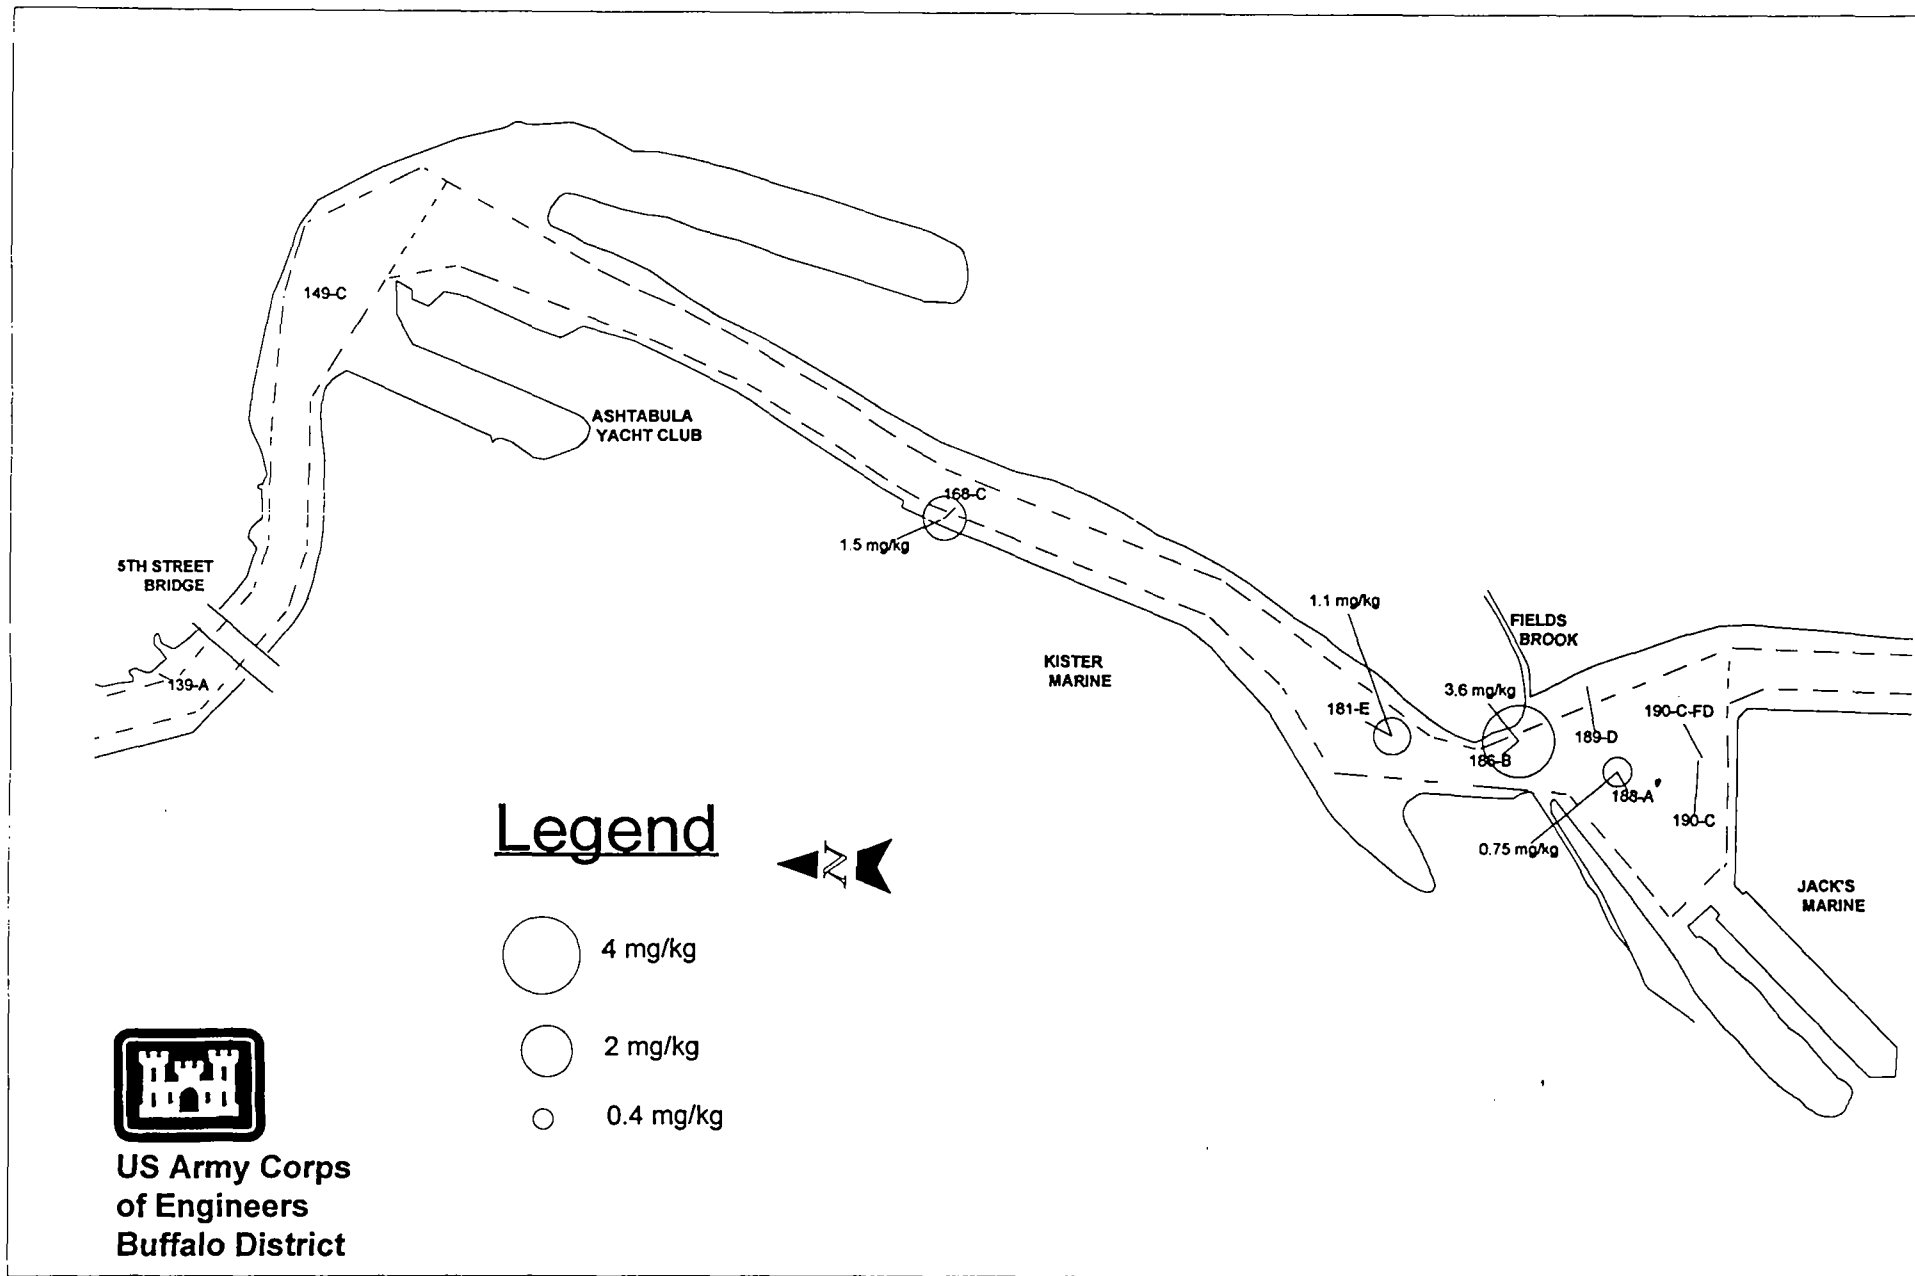 149-C
ASHTABULA
YACHT CLUB
168-C
1.5 mg/kg
5TH STREET
BRIDGE
139-A
1.1 mg/kg
FIELDS
BROOK
KISTER
MARINE
3.6 mg/kg
181-E
190-C-FD
189-D
186-B
188-A
190-C
0.75 mg/kg
JACK'S
MARINE
Legend
N
4 mg/kg
2 mg/kg
0.4 mg/kg
US Army Corps
of Engineers
Buffalo District